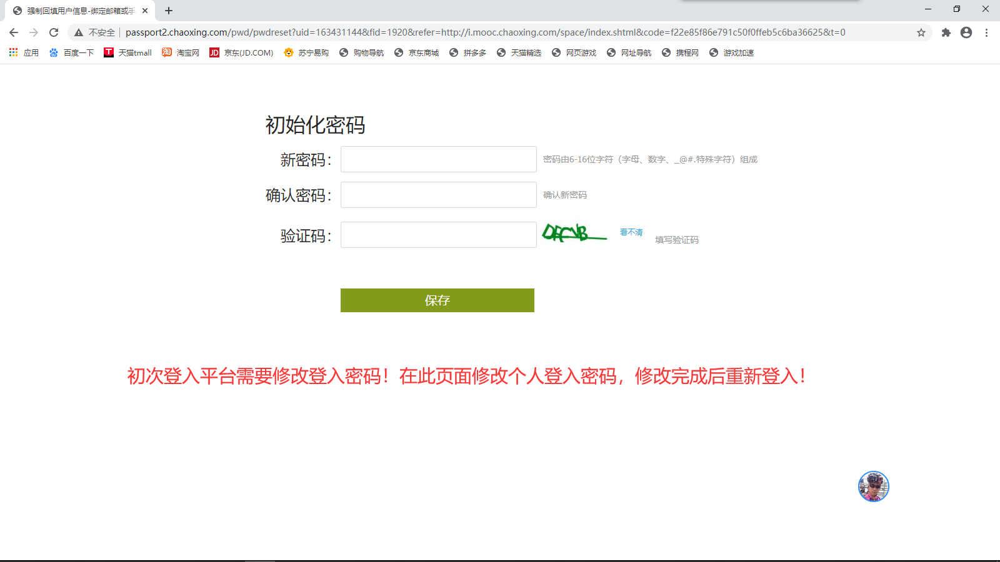 强制回填用户信息-绑定邮箱或手
不安全
passport2.chaoxing.com/pwd/pwdreset?uid=163431144&fid=1920&refer=http://i.mooc.chaoxing.com/space/index.shtml&code=f22e85f86e791c50f0ffeb5c6ba36625&t=0
应用 百度一下 天猫tmall 淘宝网 京东(JD.COM) 苏宁易购 购物导航 京东商城 拼多多 天猫精选 网页游戏 网址导航 携程网 游戏加速
初始化密码
新密码： 密码由6-16位字符（字母、数字、_@#.特殊字符）组成
确认密码： 确认新密码
验证码： 看不清 填写验证码
保存
初次登入平台需要修改登入密码！在此页面修改个人登入密码，修改完成后重新登入！